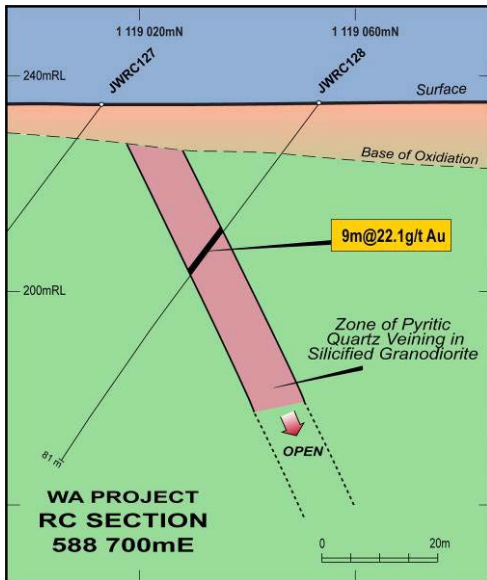 1 119 020mN
1 119 060mN
JWRC127
JWRC128
240mRL
Surface
Base of Oxidiation
9m@22.1g/t Au
200mRL
Zone of Pyritic
Quartz Veining in
Silicified Granodiorite
OPEN
81 m
WA PROJECT
RC SECTION
588 700mE
0
20m